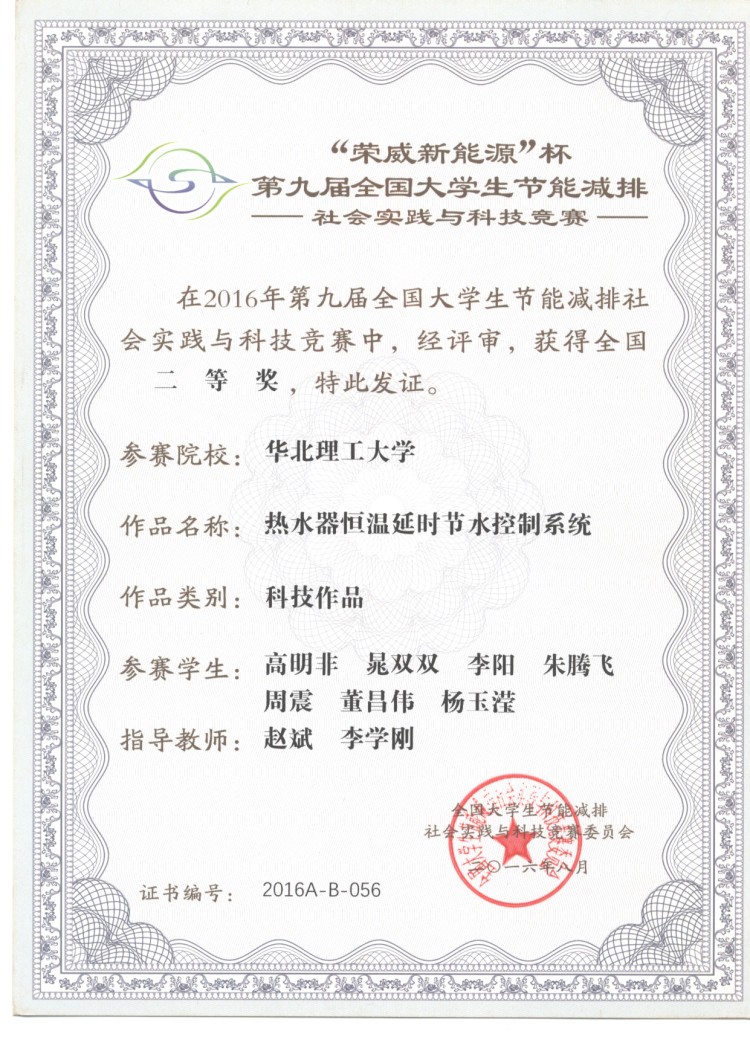 “荣威新能源”杯
第九届全国大学生节能减排
社会实践与科技竞赛
在2016年第九届全国大学生节能减排社
会实践与科技竞赛中，经评审，获得全国
二 等 奖 ，特此发证。
参赛院校： 华北理工大学
作品名称： 热水器恒温延时节水控制系统
作品类别： 科技作品
参赛学生： 高明非 晁双双 李阳 朱腾飞
周震 董昌伟 杨玉滢
指导教师： 赵斌 李学刚
全国大学生节能减排
社会实践与科技竞赛委员会
二〇一六年八月
证书编号： 2016A-B-056